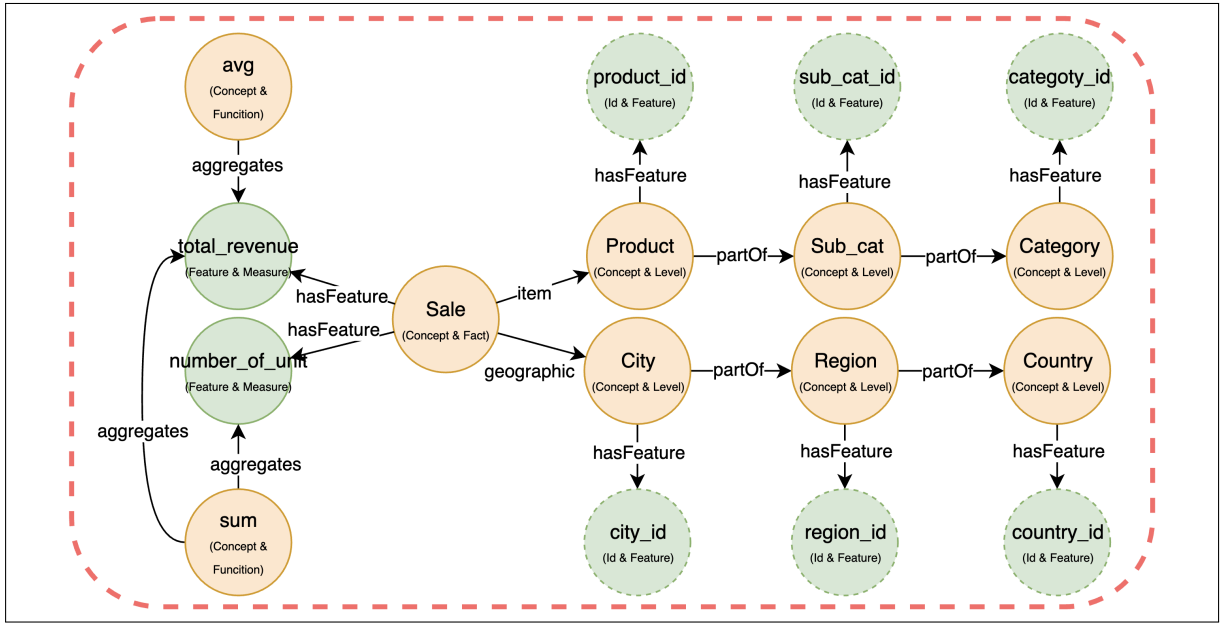 avg
(Concept &
Funcition)
product_id
(Id & Feature)
sub_cat_id
(Id & Feature)
categoty_id
(Id & Feature)
aggregates
hasFeature
hasFeature
hasFeature
total_revenue
(Feature & Measure)
Product
(Concept & Level)
partOf
Sub_cat
(Concept & Level)
partOf
Category
(Concept & Level)
hasFeature
item
Sale
(Concept & Fact)
hasFeature
number_of_unit
(Feature & Measure)
geographic
City
(Concept & Level)
partOf
Region
(Concept & Level)
partOf
Country
(Concept & Level)
aggregates
aggregates
hasFeature
hasFeature
hasFeature
sum
(Concept &
Funcition)
city_id
(Id & Feature)
region_id
(Id & Feature)
country_id
(Id & Feature)